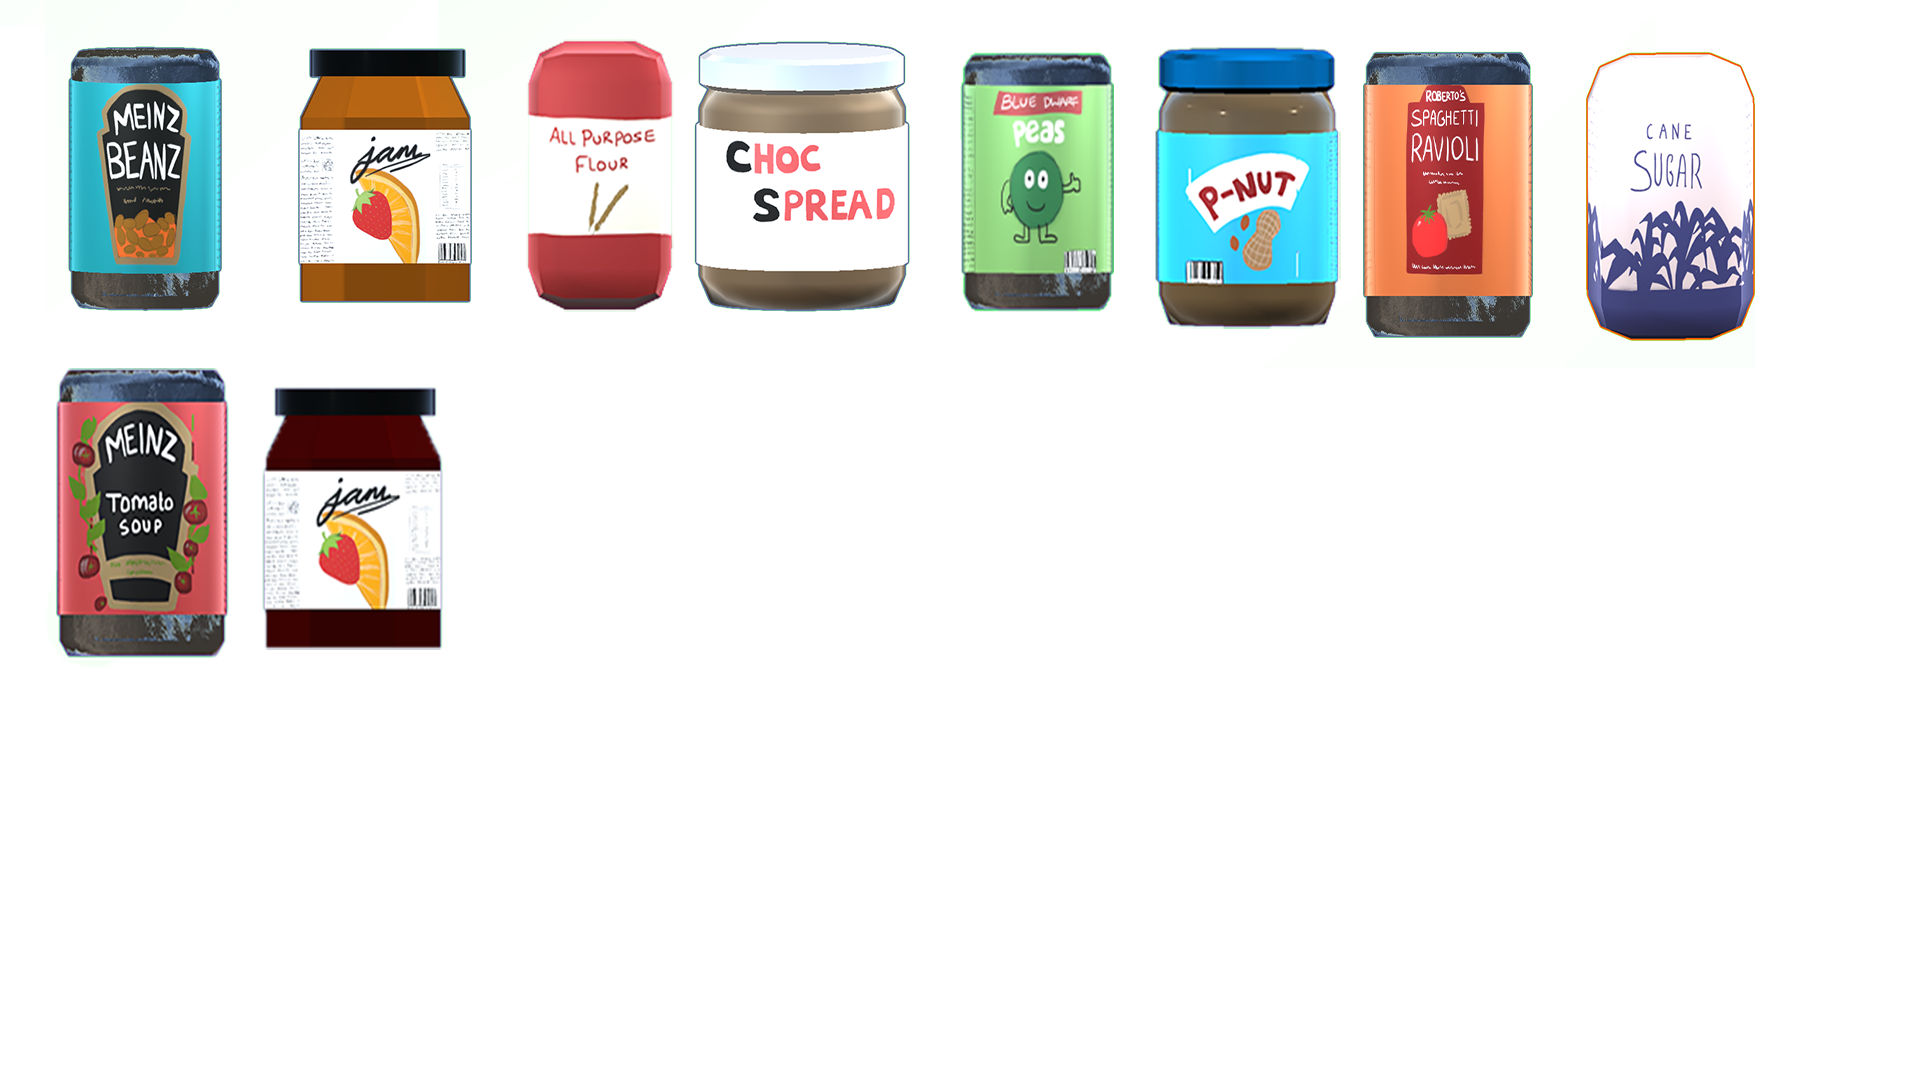 MEINZ
BEANZ
jam
ALL PURPOSE
FLOUR
CHOC
SPREAD
BLUE DWARF
Peas
P-NUT
ROBERTO'S
SPAGHETTI
RAVIOLI
CANE
SUGAR
MEINZ
Tomato
SOUP
jam